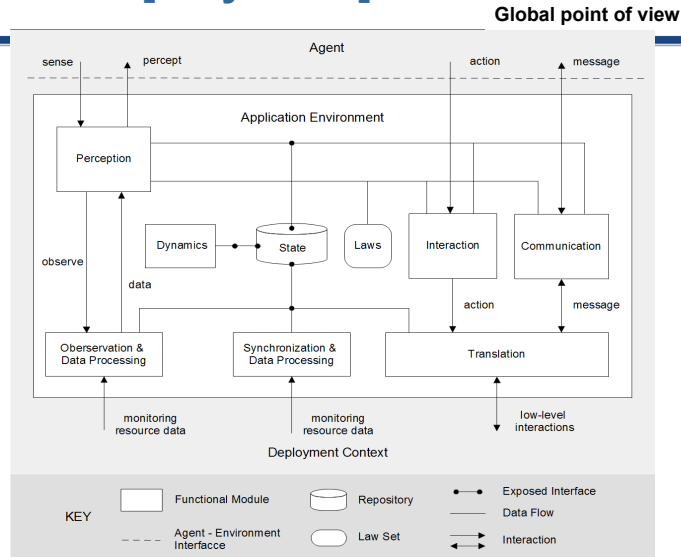 Global point of view
Agent
sense
percept
action
message
Application Environment
Perception
Dynamics
State
Laws
Interaction
Communication
observe
data
action
message
Oberservation &
Data Processing
Synchronization &
Data Processing
Translation
monitoring
resource data
monitoring
resource data
low-level
interactions
Deployment Context
KEY
Functional Module
Repository
Exposed Interface
Data Flow
Agent - Environment
Interfacce
Law Set
Interaction